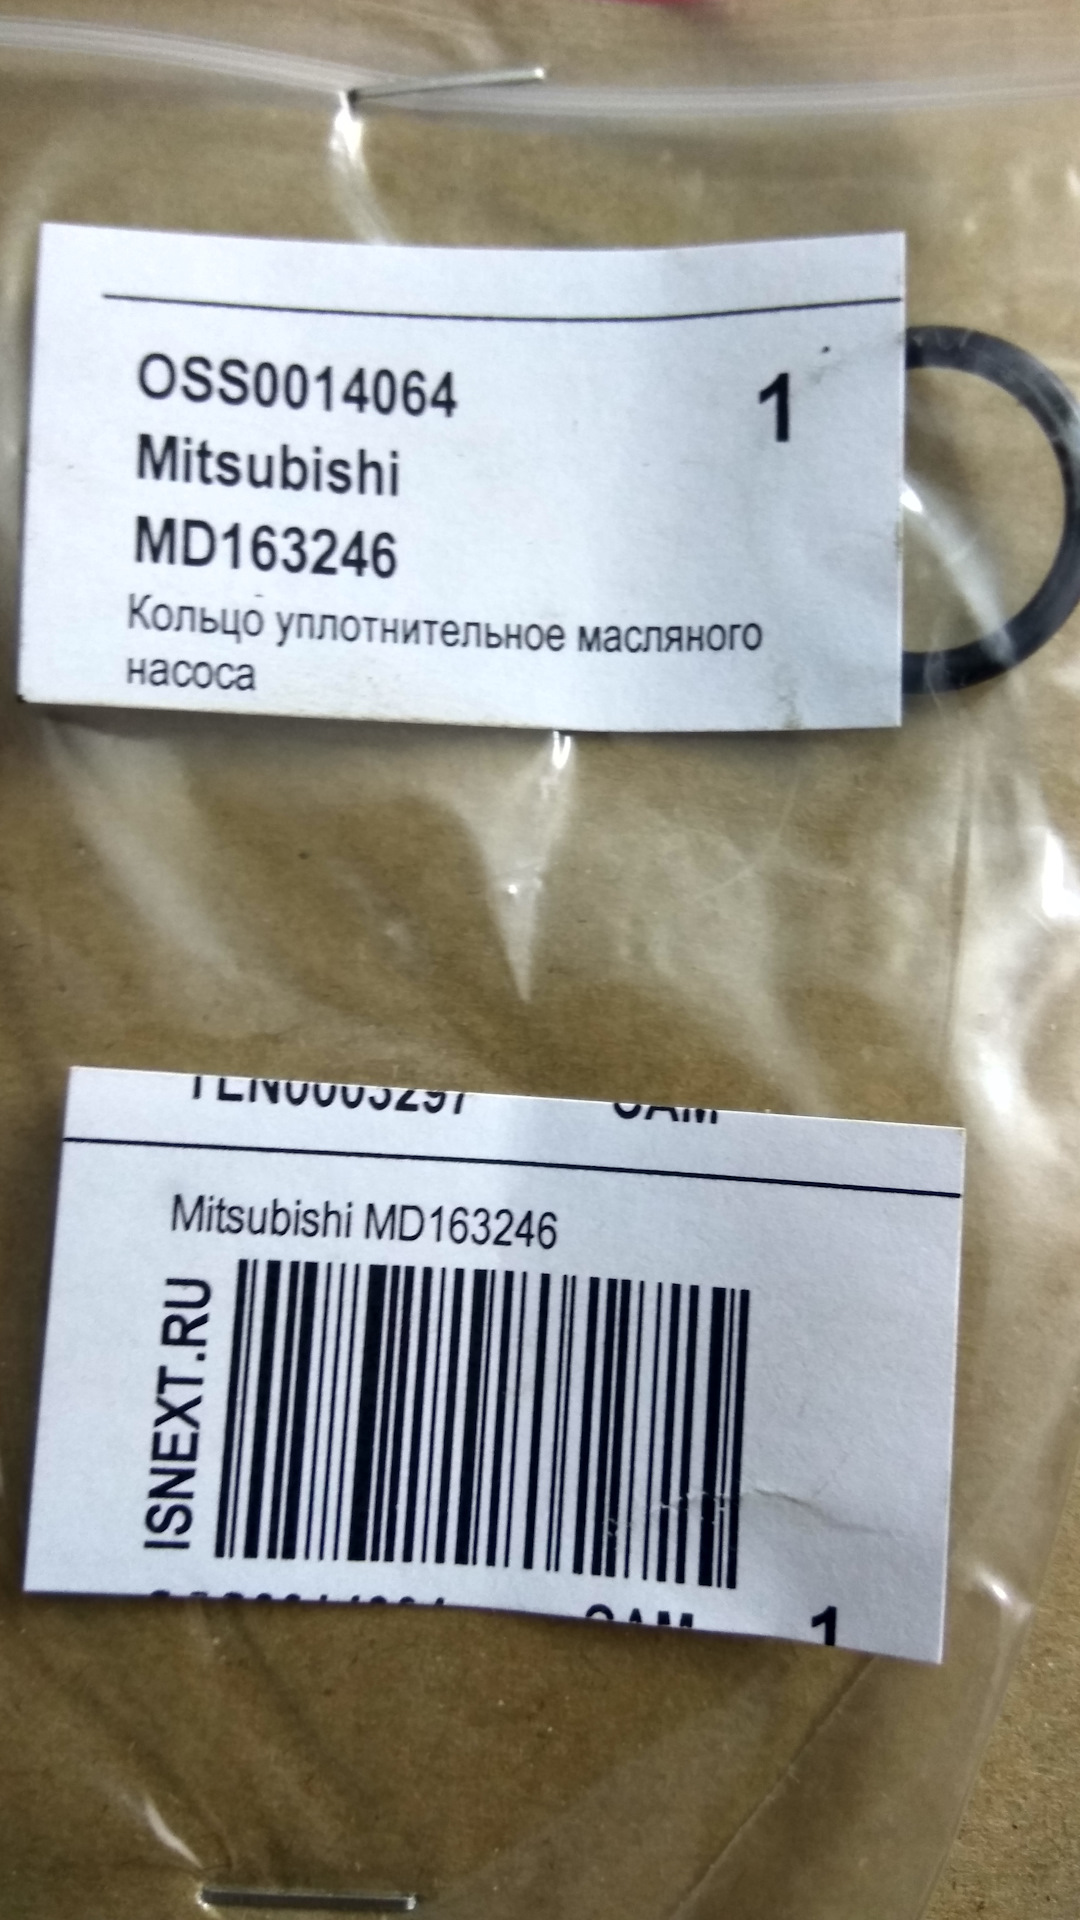 OSS0014064 1
Mitsubishi
MD163246
Кольцо уплотнительное масляного
насоса
Mitsubishi MD163246
ISNEXT.RU
1